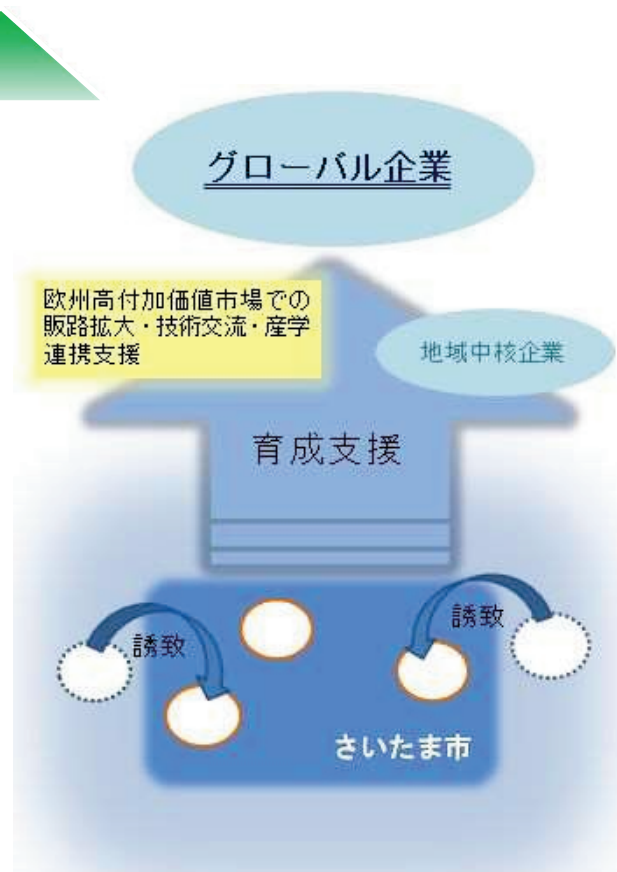 グローバル企業
欧州高付加価値市場での
販路拡大・技術交流・産学
連携支援
地域中核企業
育成支援
誘致
誘致
さいたま市